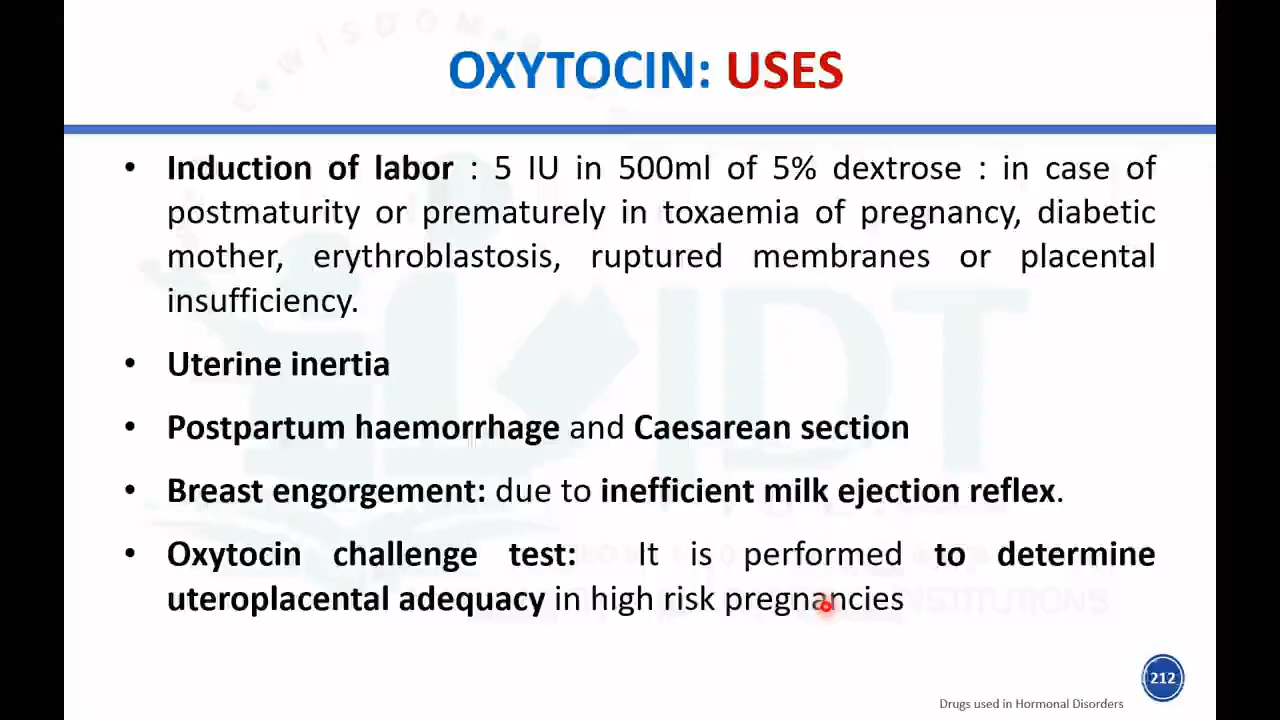 OXYTOCIN: USES
• Induction of labor : 5 IU in 500ml of 5% dextrose : in case of
postmaturity or prematurely in toxaemia of pregnancy, diabetic
mother, erythroblastosis, ruptured membranes or placental
insufficiency.
• Uterine inertia
• Postpartum haemorrhage and Caesarean section
• Breast engorgement: due to inefficient milk ejection reflex.
• Oxytocin challenge test: It is performed to determine
uteroplacental adequacy in high risk pregnancies
212
Drugs used in Hormonal Disorders
WISDOM
IDT
INSTITUTIONS